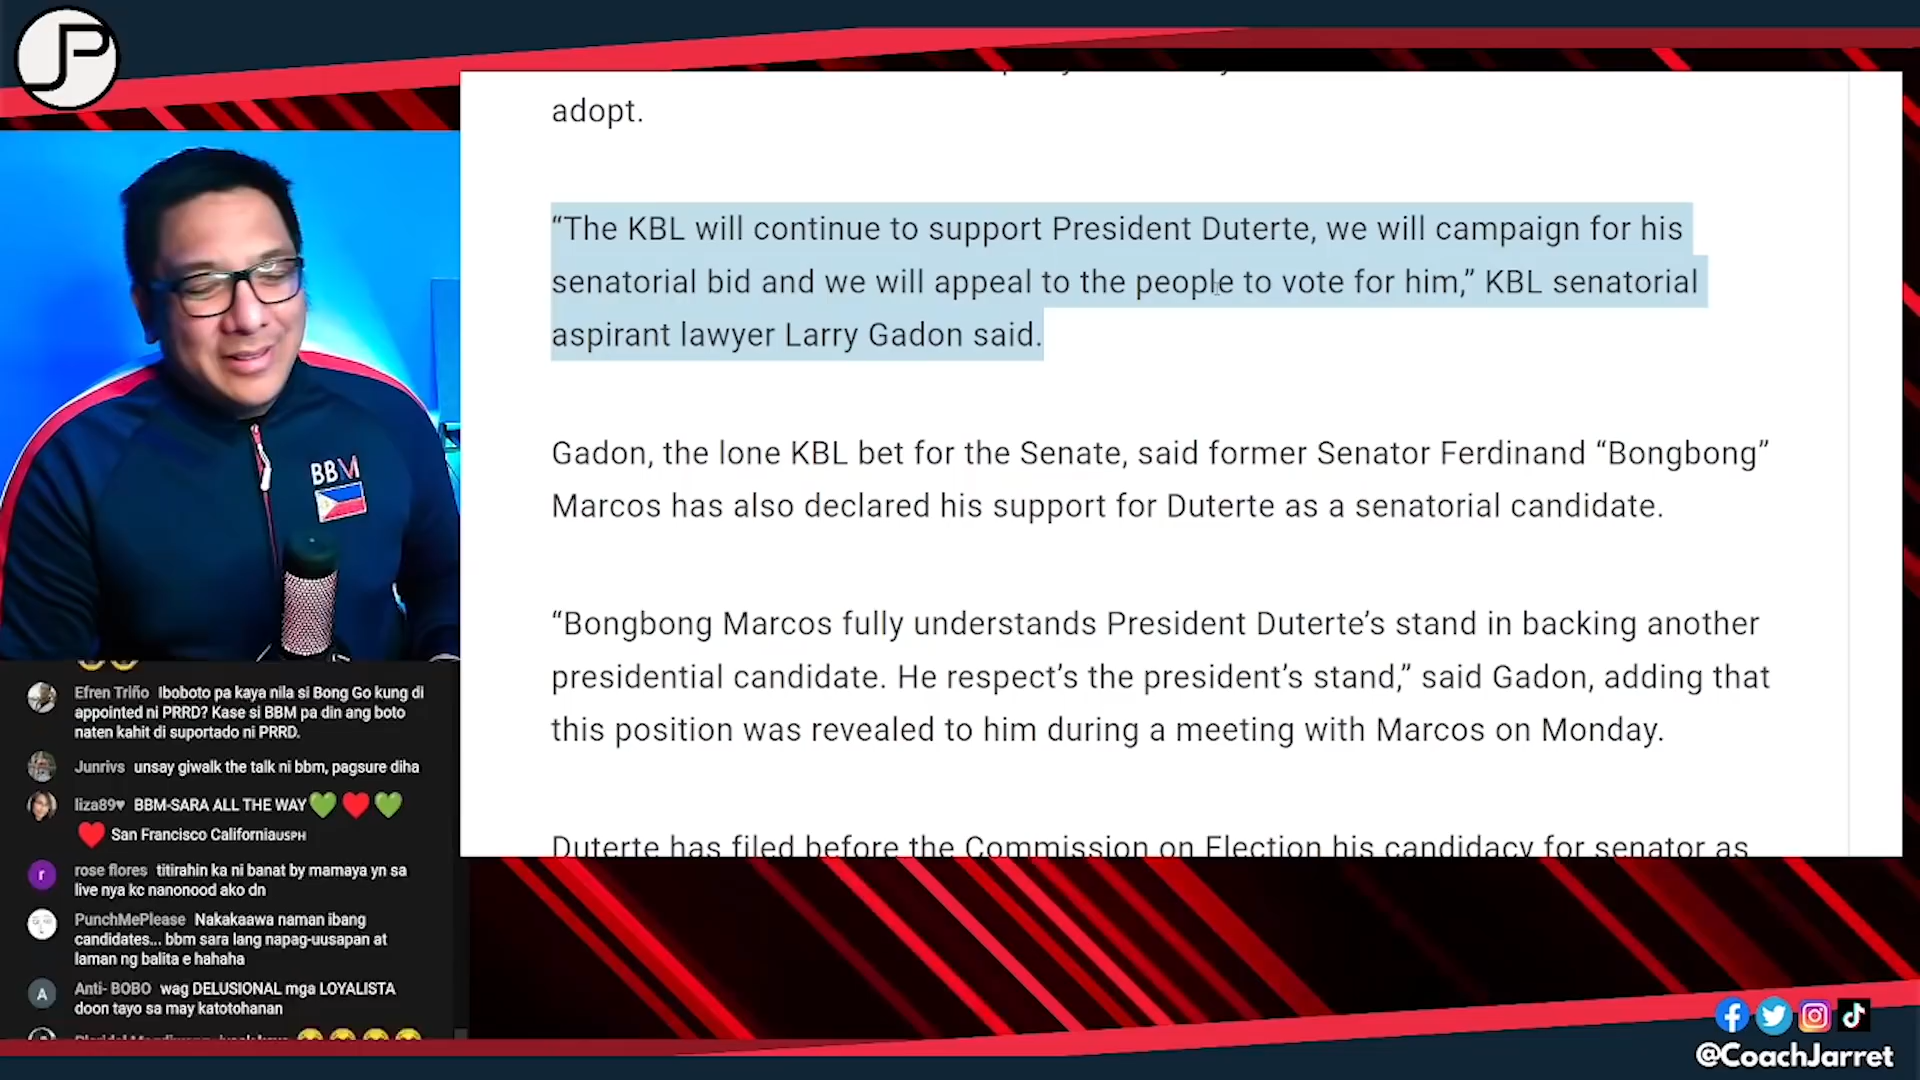 JP
adopt.
“The KBL will continue to support President Duterte, we will campaign for his
senatorial bid and we will appeal to the people to vote for him,” KBL senatorial
aspirant lawyer Larry Gadon said.
Gadon, the lone KBL bet for the Senate, said former Senator Ferdinand “Bongbong”
Marcos has also declared his support for Duterte as a senatorial candidate.
“Bongbong Marcos fully understands President Duterte’s stand in backing another
presidential candidate. He respect’s the president’s stand,” said Gadon, adding that
this position was revealed to him during a meeting with Marcos on Monday.
Duterte has filed before the Commission on Election his candidacy for senator as
BBM
Efren Triño Iboboto pa kaya nila si Bong Go kung di
appointed ni PRRD? Kase si BBM pa din ang boto
naten kahit di suportado ni PRRD.
Junrivs unsay giwalk the talk ni bbm, pagsure diha
liza89♥ BBM-SARA ALL THE WAY💚❤️💚
❤️ San Francisco CaliforniaUSPH
r
rose flores titirahin ka ni banat by mamaya yn sa
live nya kc nanonood ako dn
PunchMePlease Nakakaawa naman ibang
candidates... bbm sara lang napag-uusapan at
laman ng balita e hahaha
A
Anti- BOBO wag DELUSIONAL mga LOYALISTA
doon tayo sa may katotohanan
@CoachJarret